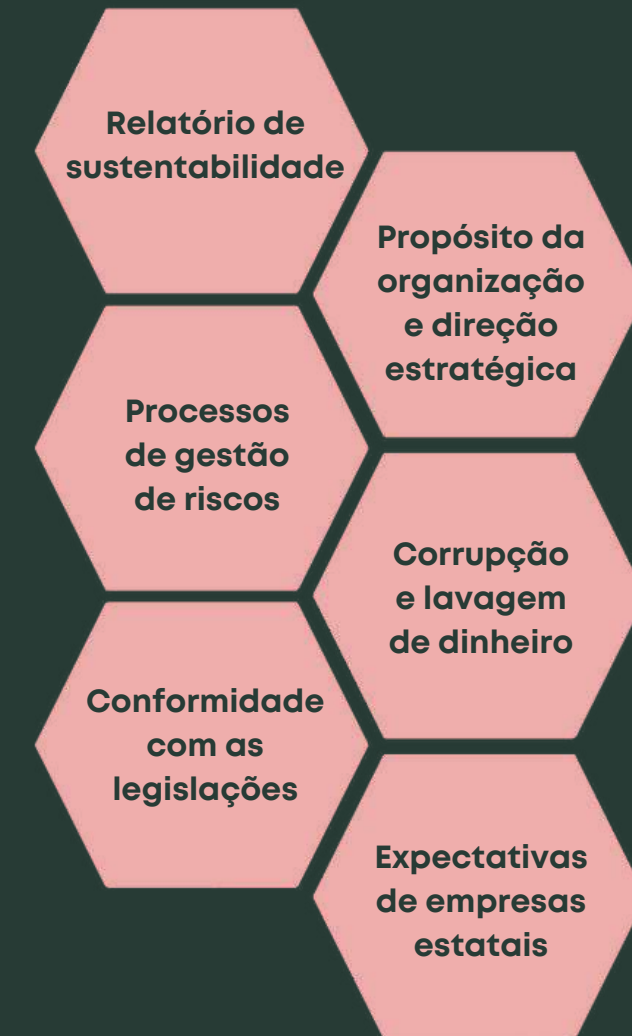 Relatório de
sustentabilidade
Propósito da
organização
e direção
estratégica
Processos
de gestão
de riscos
Corrupção
e lavagem
de dinheiro
Conformidade
com as
legislações
Expectativas
de empresas
estatais